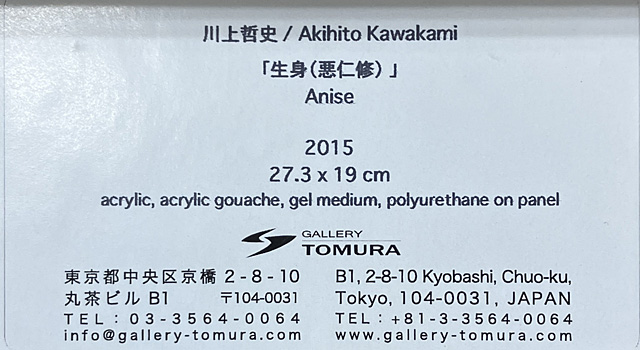 川上哲史 / Akihito Kawakami
「生身(悪仁修) 」
Anise
2015
27.3 x 19 cm
acrylic, acrylic gouache, gel medium, polyurethane on panel
GALLERY
TOMURA
東京都中央区京橋 2-8-10
丸茶ビル B1 〒104-0031
TEL: 03-3564-0064
info@gallery-tomura.com
B1, 2-8-10 Kyobashi, Chuo-ku,
Tokyo, 104-0031, JAPAN
TEL: +81-3-3564-0064
www.gallery-tomura.com